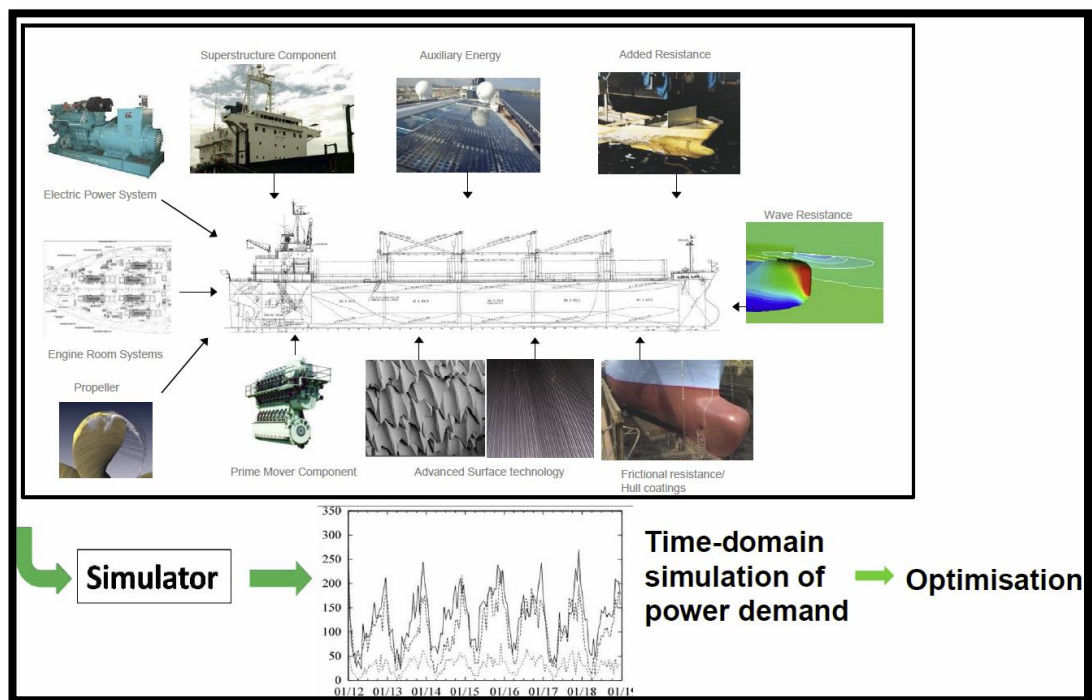 Superstructure Component
Auxiliary Energy
Added Resistance
Electric Power System
Wave Resistance
Engine Room Systems
Propeller
Prime Mover Component
Advanced Surface technology
Frictional resistance/
Hull coatings
Simulator
350
300
250
200
150
100
50
0
01/12 01/13 01/14 01/15 01/16 01/17 01/18 01/1
Time-domain
simulation of
power demand
Optimisation